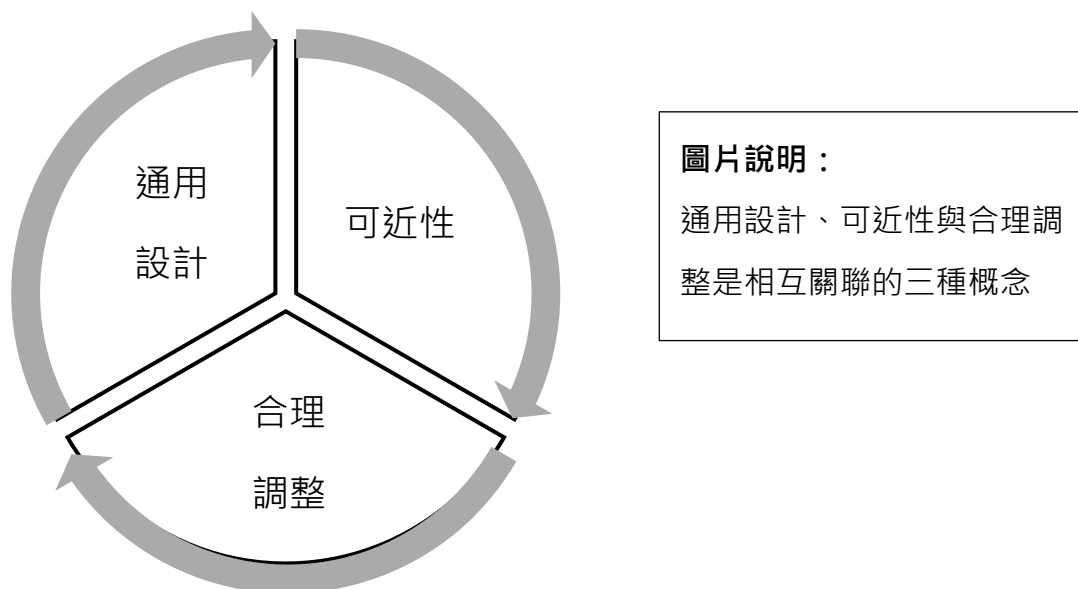 通用
設計
可近性
合理
調整
圖片說明：
通用設計、可近性與合理調
整是相互關聯的三種概念